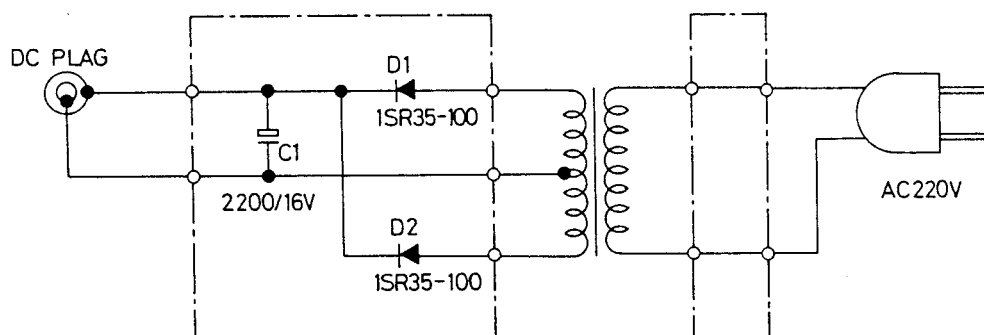 DC PLAG
D1
1SR35-100
C1
2200/16V
D2
1SR35-100
AC220V